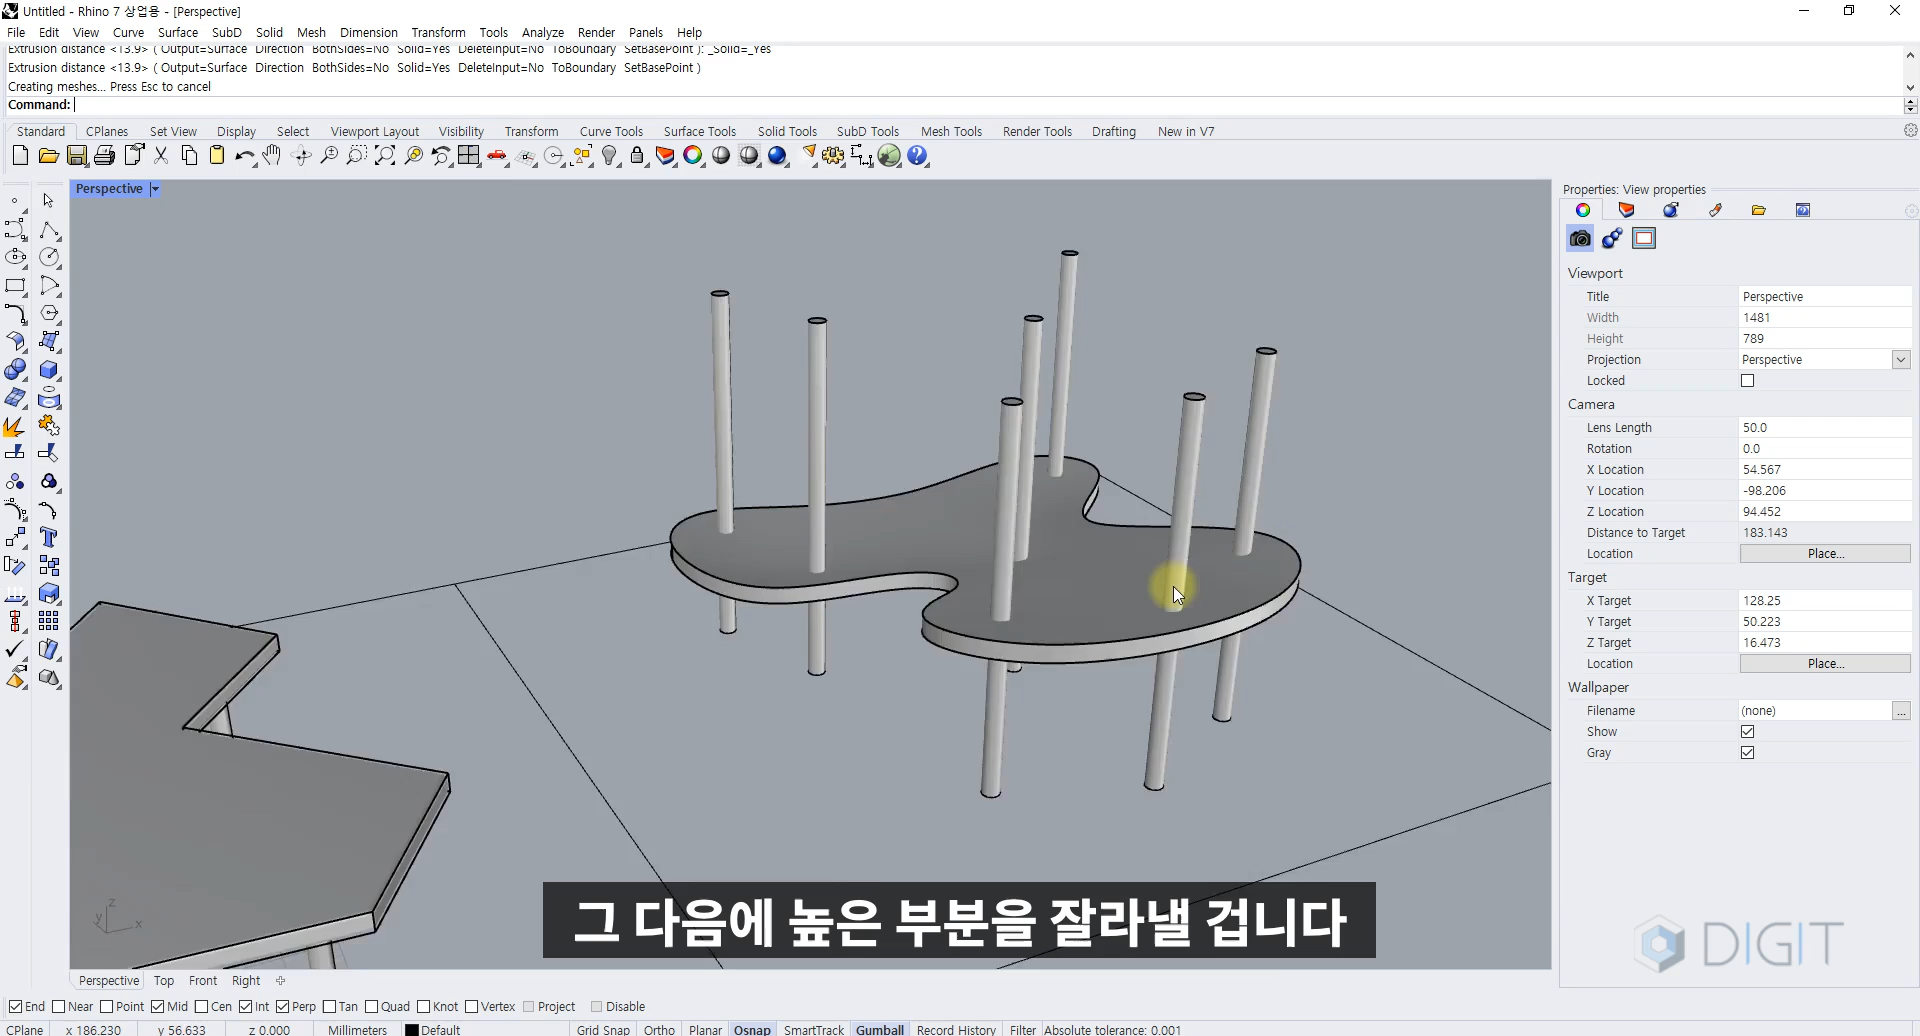 Untitled - Rhino 7 상업용 - [Perspective]
File Edit View Curve Surface SubD Solid Mesh Dimension Transform Tools Analyze Render Panels Help
Extrusion distance <13.9> ( Output=Surface Direction BothSides=No Solid=Yes DeleteInput=No ToBoundary SetBasePoint ): _Solid=_Yes
Extrusion distance <13.9> ( Output=Surface Direction BothSides=No Solid=Yes DeleteInput=No ToBoundary SetBasePoint )
Creating meshes... Press Esc to cancel
Command:
Standard CPlanes Set View Display Select Viewport Layout Visibility Transform Curve Tools Surface Tools Solid Tools SubD Tools Mesh Tools Render Tools Drafting New in V7
Perspective
Properties: View properties
Viewport
Title Perspective
Width 1481
Height 789
Projection Perspective
Locked
Camera
Lens Length 50.0
Rotation 0.0
X Location 54.567
Y Location -98.206
Z Location 94.452
Distance to Target 183.143
Location Place...
Target
X Target 128.25
Y Target 50.223
Z Target 16.473
Location Place...
Wallpaper
Filename (none) ...
Show
Gray
z
y x
그 다음에 높은 부분을 잘라낼 겁니다
DIGIT
Perspective Top Front Right
End Near Point Mid Cen Int Perp Tan Quad Knot Vertex Project Disable
CPlane x 186.230 y 56.633 z 0.000 Millimeters Default Grid Snap Ortho Planar Osnap SmartTrack Gumball Record History Filter Absolute tolerance: 0.001